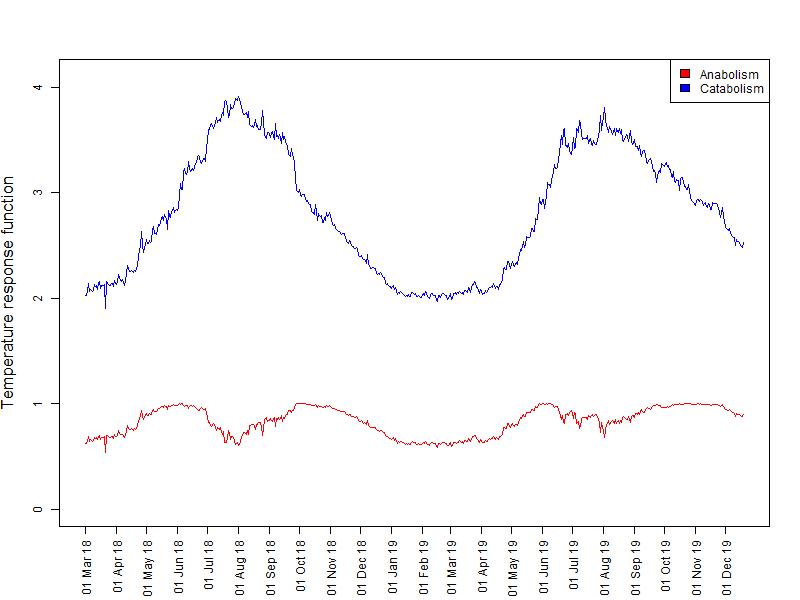 Anabolism
Catabolism
Temperature response function
4
3
2
1
0
01 Mar 18
01 Apr 18
01 May 18
01 Jun 18
01 Jul 18
01 Aug 18
01 Sep 18
01 Oct 18
01 Nov 18
01 Dec 18
01 Jan 19
01 Feb 19
01 Mar 19
01 Apr 19
01 May 19
01 Jun 19
01 Jul 19
01 Aug 19
01 Sep 19
01 Oct 19
01 Nov 19
01 Dec 19